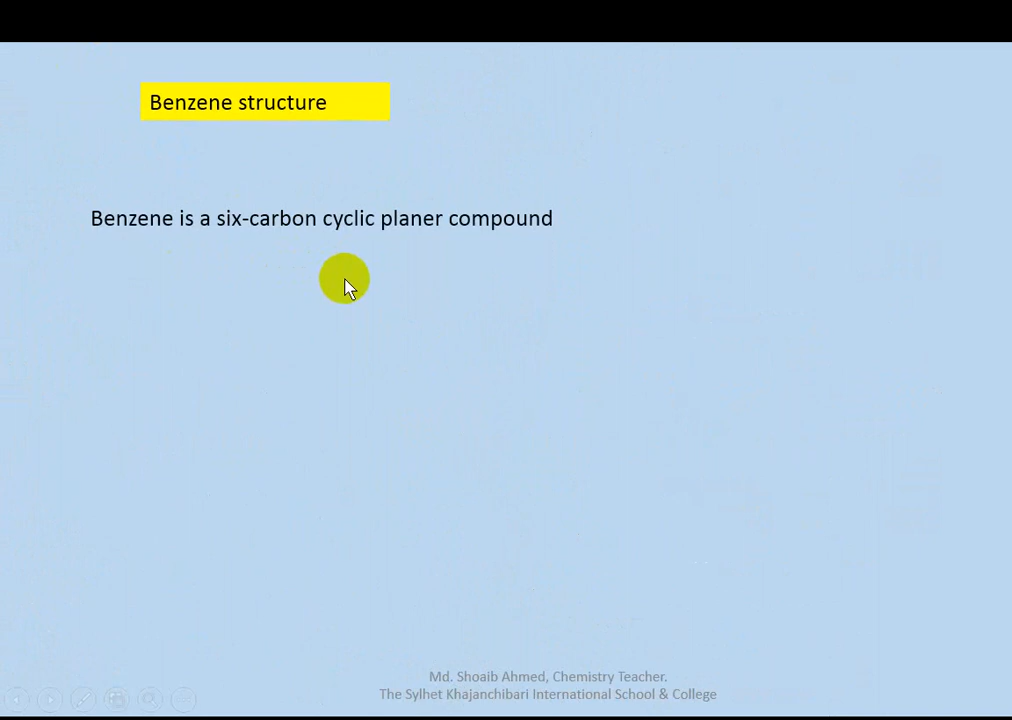 Benzene structure
Benzene is a six-carbon cyclic planer compound
Md. Shoaib Ahmed, Chemistry Teacher.
The Sylhet Khajanchibari International School & College